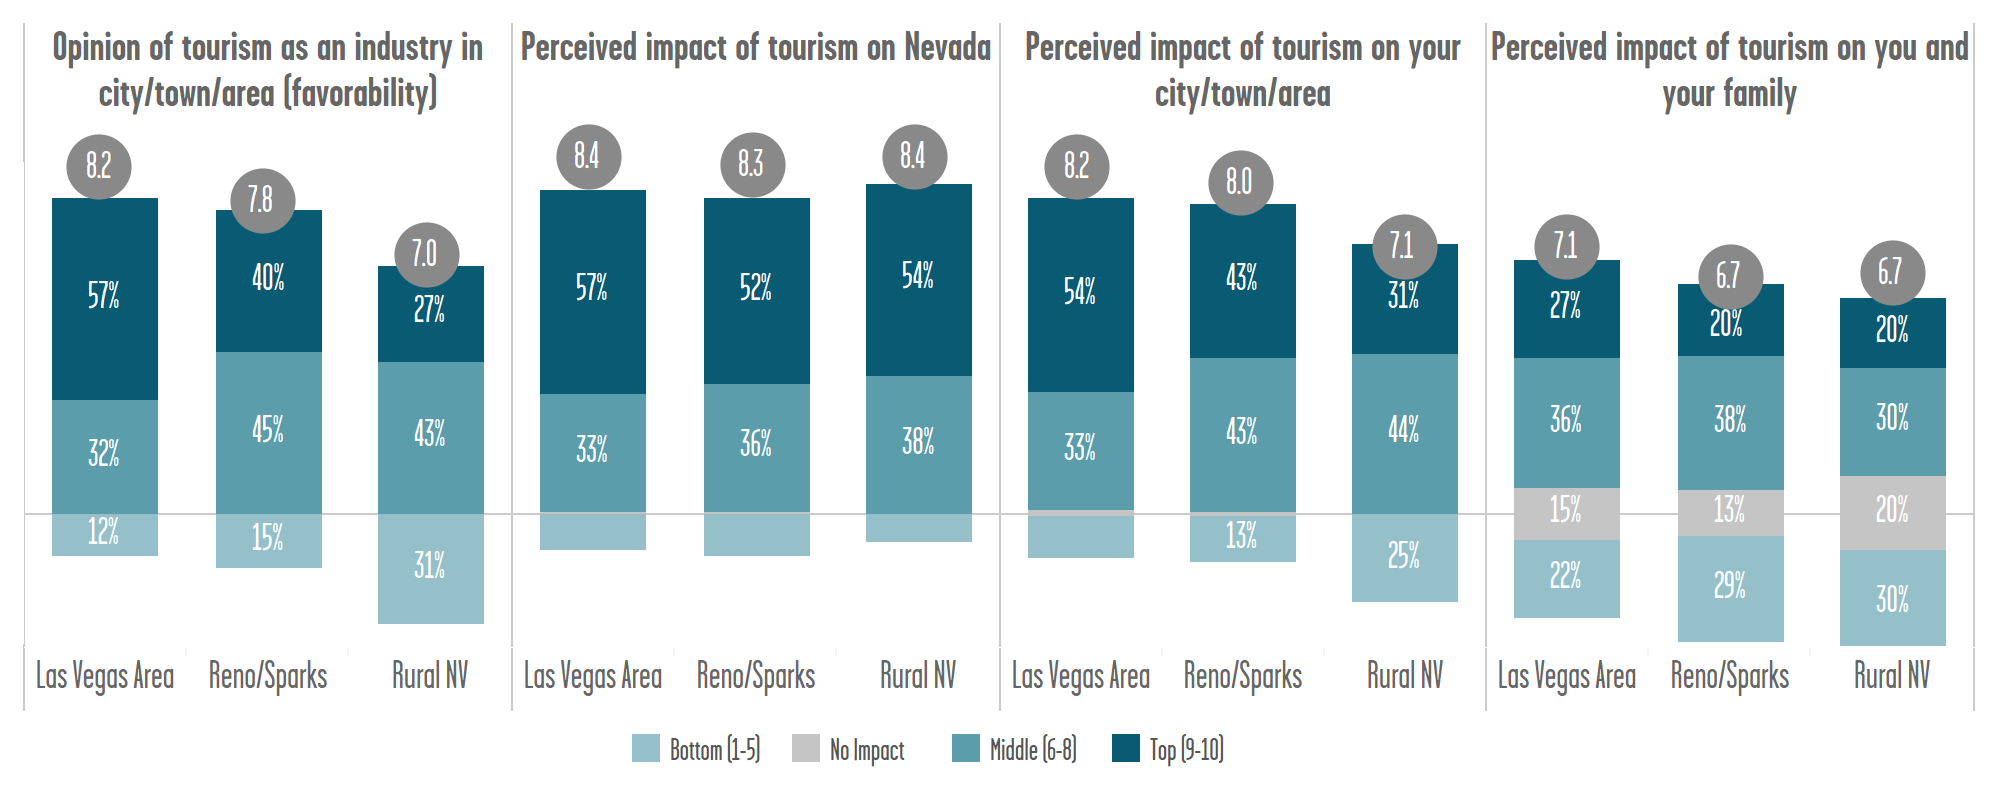 Opinion of tourism as an industry in
city/town/area (favorability)
8.2
7.8
7.0
57%
40%
27%
32%
45%
43%
12%
15%
31%
Las Vegas Area
Reno/Sparks
Rural NV
Perceived impact of tourism on Nevada
8.4
8.3
8.4
57%
52%
54%
33%
36%
38%
Las Vegas Area
Reno/Sparks
Rural NV
Perceived impact of tourism on your
city/town/area
8.2
8.0
7.1
54%
43%
31%
33%
43%
44%
13%
25%
Las Vegas Area
Reno/Sparks
Rural NV
Perceived impact of tourism on you and
your family
7.1
6.7
6.7
27%
20%
20%
36%
38%
30%
15%
13%
20%
22%
29%
30%
Las Vegas Area
Reno/Sparks
Rural NV
Bottom (1-5)
No Impact
Middle (6-8)
Top (9-10)